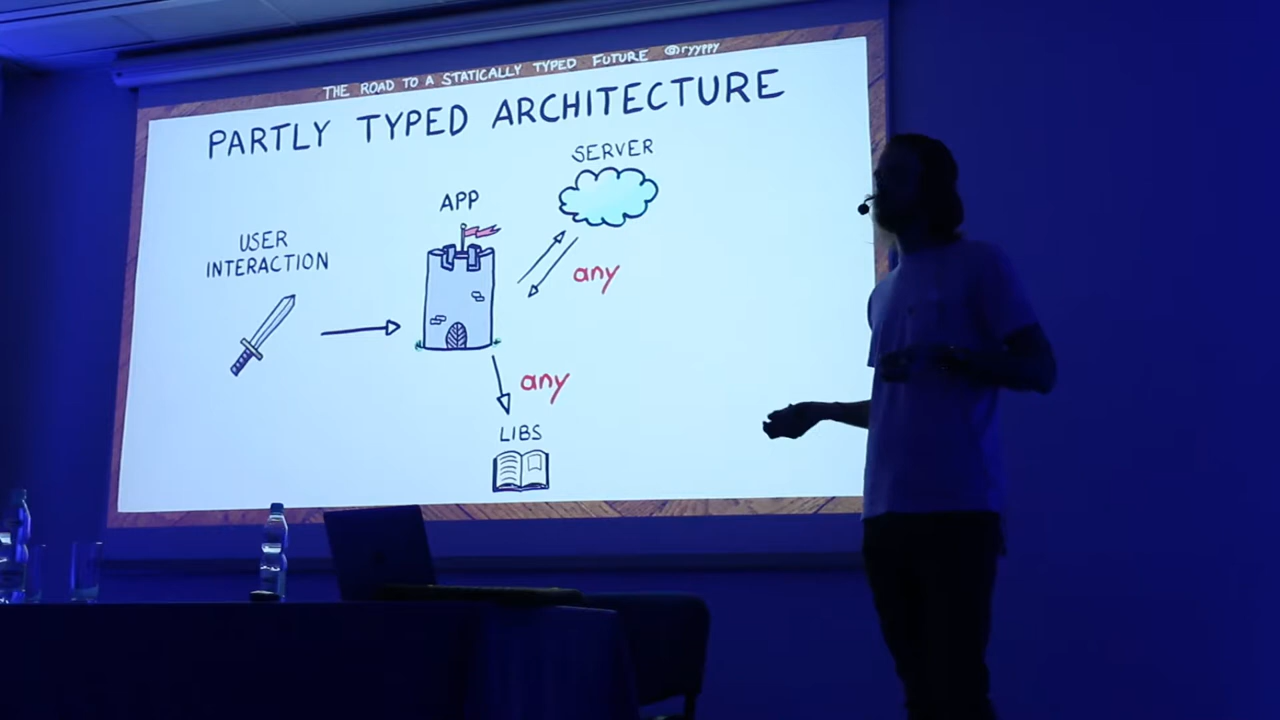 THE ROAD TO A STATICALLY TYPED FUTURE @ryyppy
PARTLY TYPED ARCHITECTURE
SERVER
APP
USER
INTERACTION
any
any
LIBS